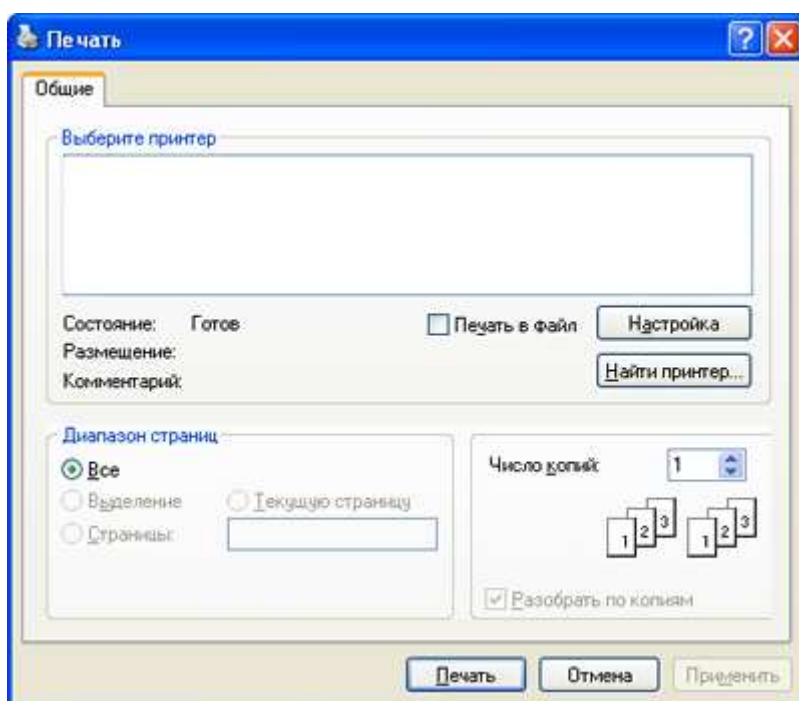 Печать
Общие
Выберите принтер
Состояние: Готов
Печать в файл
Настройка
Размещение:
Найти принтер...
Комментарий:
Диапазон страниц
Все
Выделение
Текущую страницу
Страницы:
Число копий: 1
1 2 3 1 2 3
Разобрать по копиям
Печать
Отмена
Применить